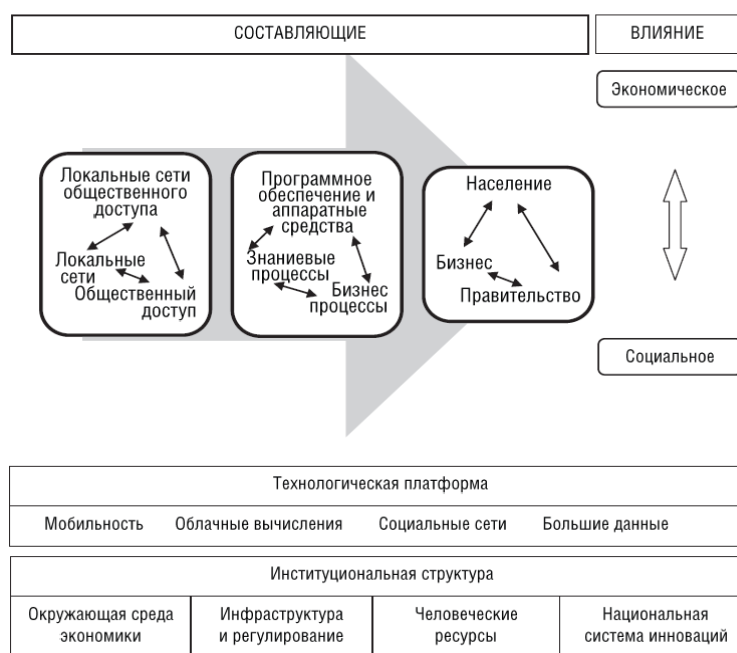 СОСТАВЛЯЮЩИЕ
ВЛИЯНИЕ
Экономическое
Локальные сети
общественного
доступа
Локальные
сети
Общественный
доступ
Программное
обеспечение и
аппаратные
средства
Знаниевые
процессы
Бизнес
процессы
Население
Бизнес
Правительство
Социальное
Технологическая платформа
Мобильность Облачные вычисления Социальные сети Большие данные
Институциональная структура
Окружающая среда
экономики
Инфраструктура
и регулирование
Человеческие
ресурсы
Национальная
система инноваций